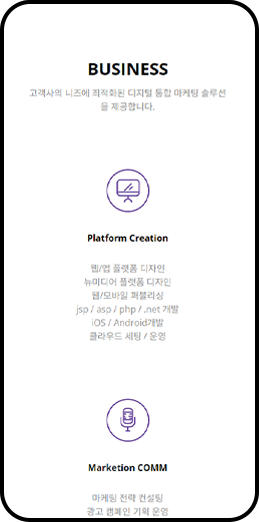 BUSINESS
고객사의 니즈에 최적화된 디지털 통합 마케팅 솔루션
을 제공합니다.
Platform Creation
웹/앱 플랫폼 디자인
뉴미디어 플랫폼 디자인
웹/모바일 퍼블리싱
jsp / asp / php / .net 개발
iOS / Android개발
클라우드 세팅 / 운영
Marketion COMM
마케팅 전략 컨설팅
광고 캠페인 기획 운영